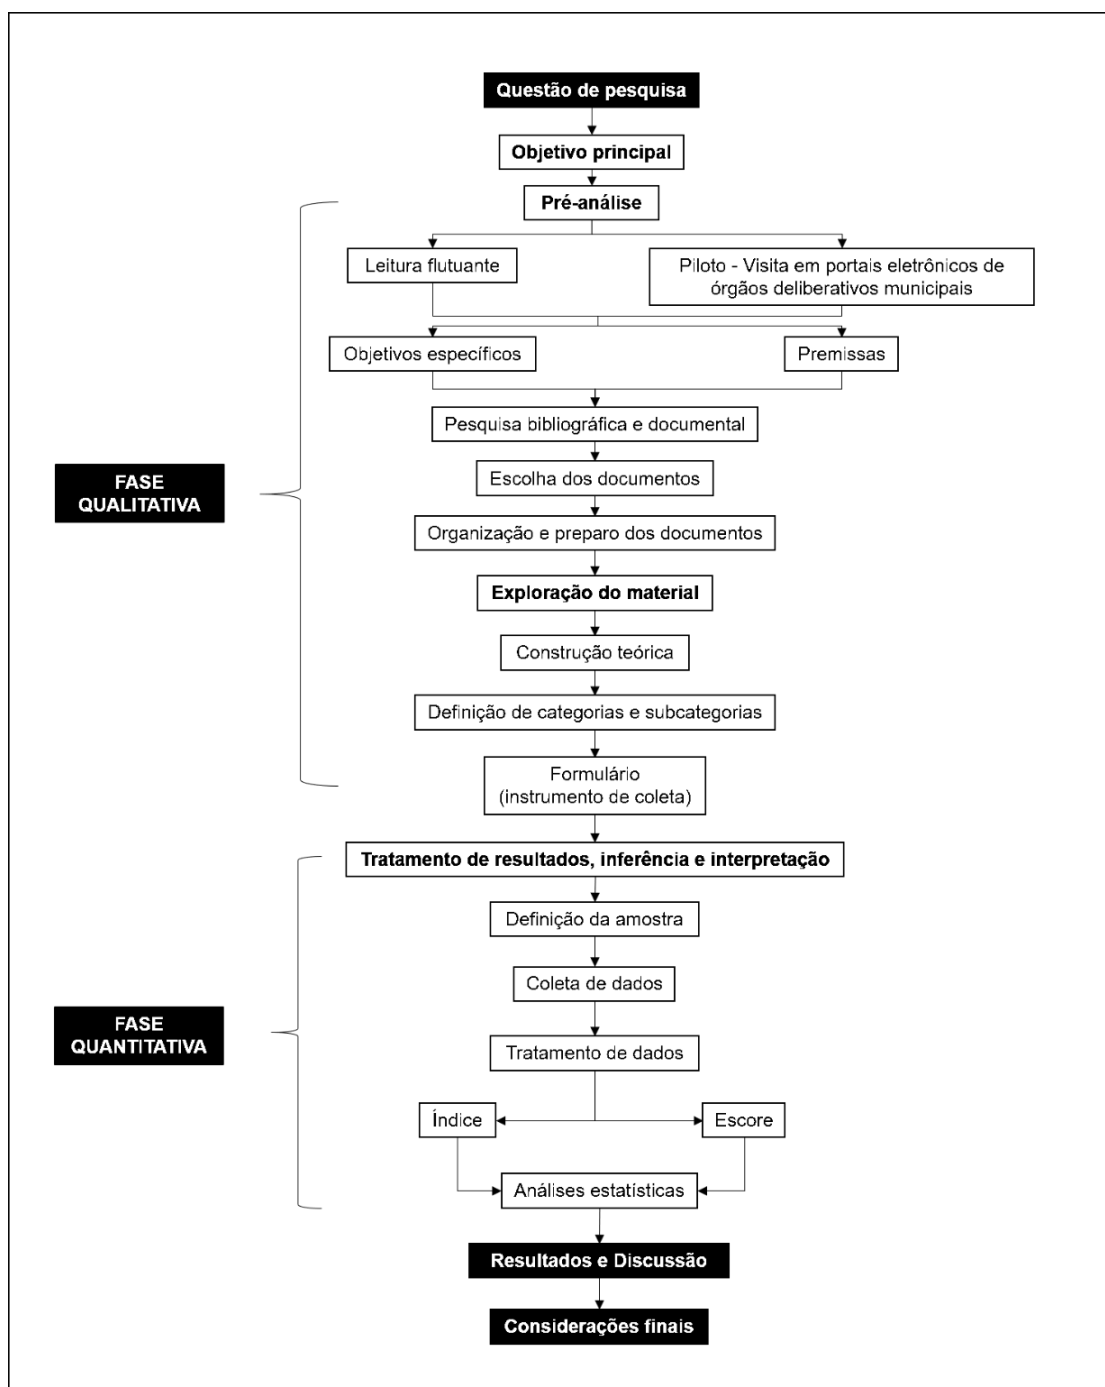 Questão de pesquisa
Objetivo principal
Pré-análise
Leitura flutuante
Piloto - Visita em portais eletrônicos de
órgãos deliberativos municipais
Objetivos específicos
Premissas
Pesquisa bibliográfica e documental
FASE
QUALITATIVA
Escolha dos documentos
Organização e preparo dos documentos
Exploração do material
Construção teórica
Definição de categorias e subcategorias
Formulário
(instrumento de coleta)
Tratamento de resultados, inferência e interpretação
Definição da amostra
Coleta de dados
FASE
QUANTITATIVA
Tratamento de dados
Índice
Escore
Análises estatísticas
Resultados e Discussão
Considerações finais